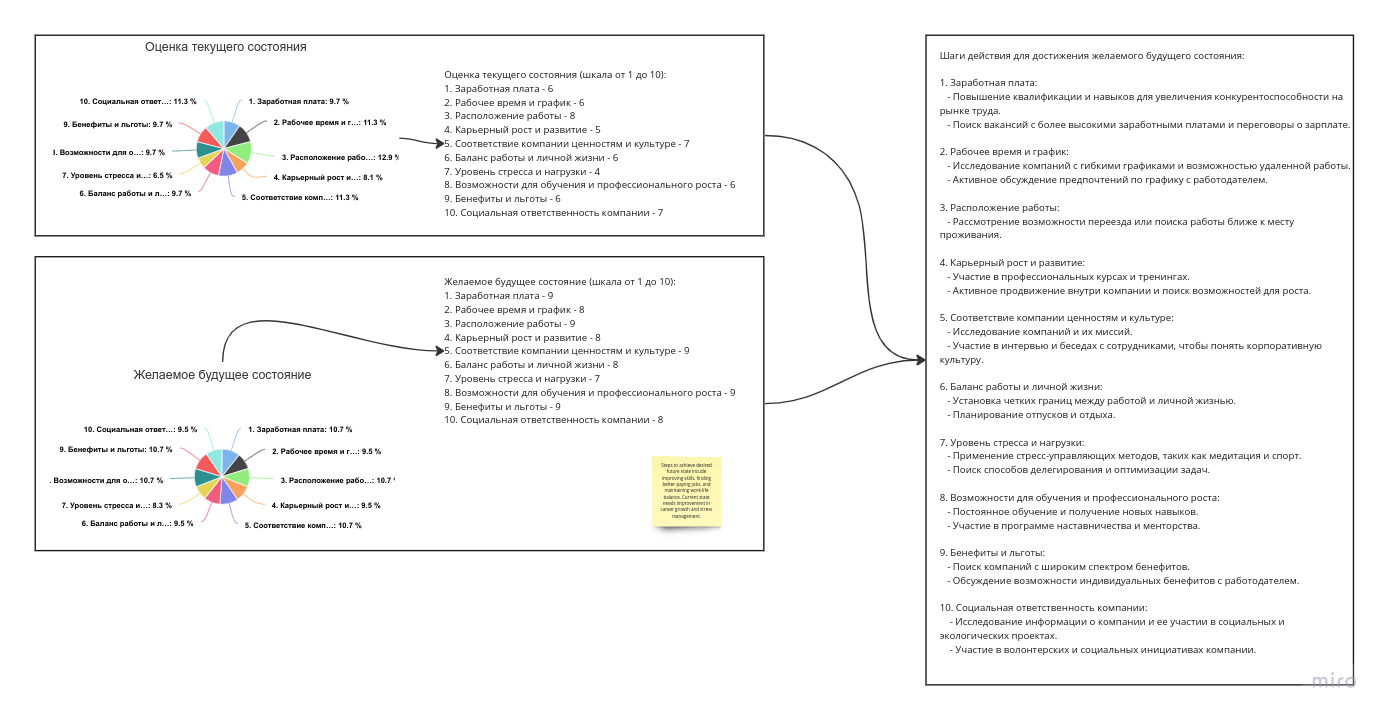 Оценка текущего состояния
10. Социальная ответ...: 11.3 %
1. Заработная плата: 9.7 %
9. Бенефиты и льготы: 9.7 %
2. Рабочее время и г...: 11.3 %
8. Возможности для о...: 9.7 %
3. Расположение рабо...: 12.9 %
7. Уровень стресса и...: 6.5 %
4. Карьерный рост и...: 8.1 %
6. Баланс работы и л...: 9.7 %
5. Соответствие комп...: 11.3 %
Оценка текущего состояния (шкала от 1 до 10):
1. Заработная плата - 6
2. Рабочее время и график - 6
3. Расположение работы - 8
4. Карьерный рост и развитие - 5
5. Соответствие компании ценностям и культуре - 7
6. Баланс работы и личной жизни - 6
7. Уровень стресса и нагрузки - 4
8. Возможности для обучения и профессионального роста - 6
9. Бенефиты и льготы - 6
10. Социальная ответственность компании - 7
Желаемое будущее состояние (шкала от 1 до 10):
1. Заработная плата - 9
2. Рабочее время и график - 8
3. Расположение работы - 9
4. Карьерный рост и развитие - 8
5. Соответствие компании ценностям и культуре - 9
6. Баланс работы и личной жизни - 8
7. Уровень стресса и нагрузки - 7
8. Возможности для обучения и профессионального роста - 9
9. Бенефиты и льготы - 9
10. Социальная ответственность компании - 8
Желаемое будущее состояние
10. Социальная ответ...: 9.5 %
1. Заработная плата: 10.7 %
9. Бенефиты и льготы: 10.7 %
2. Рабочее время и г...: 9.5 %
. Возможности для о...: 10.7 %
3. Расположение рабо...: 10.7
7. Уровень стресса и...: 8.3 %
4. Карьерный рост и...: 9.5 %
6. Баланс работы и л...: 9.5 %
5. Соответствие комп...: 10.7 %
Steps to achieve desired
future state incude
improving skills, finding
better-paying jobs, and
maintaining work-life
balance. Current state
needs improvement in
career growth and stress
management.
Шаги действия для достижения желаемого будущего состояния:
1. Заработная плата:
- Повышение квалификации и навыков для увеличения конкурентоспособности на
рынке труда.
- Поиск вакансий с более высокими заработными платами и переговоры о зарплате.
2. Рабочее время и график:
- Исследование компаний с гибкими графиками и возможностью удаленной работы.
- Активное обсуждение предпочтений по графику с работодателем.
3. Расположение работы:
- Рассмотрение возможности переезда или поиска работы ближе к месту
проживания.
4. Карьерный рост и развитие:
- Участие в профессиональных курсах и тренингах.
- Активное продвижение внутри компании и поиск возможностей для роста.
5. Соответствие компании ценностям и культуре:
- Исследование компаний и их миссий.
- Участие в интервью и беседах с сотрудниками, чтобы понять корпоративную
культуру.
6. Баланс работы и личной жизни:
- Установка четких границ между работой и личной жизнью.
- Планирование отпусков и отдыха.
7. Уровень стресса и нагрузки:
- Применение стресс-управляющих методов, таких как медитация и спорт.
- Поиск способов делегирования и оптимизации задач.
8. Возможности для обучения и профессионального роста:
- Постоянное обучение и получение новых навыков.
- Участие в программе наставничества и менторства.
9. Бенефиты и льготы:
- Поиск компаний с широким спектром бенефитов.
- Обсуждение возможности индивидуальных бенефитов с работодателем.
10. Социальная ответственность компании:
- Исследование информации о компании и ее участии в социальных и
экологических проектах.
- Участие в волонтерских и социальных инициативах компании.
miro